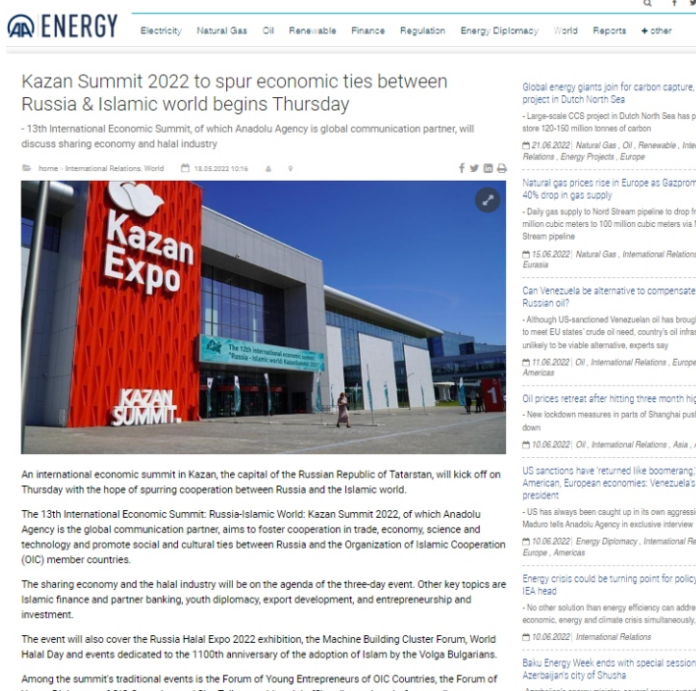 AA ENERGY
Electricity Natural Gas Oil Renewable Finance Regulation Energy Diplomacy World Reports + other
Kazan Summit 2022 to spur economic ties between
Russia & Islamic world begins Thursday
- 13th International Economic Summit, of which Anadolu Agency is global communication partner, will
discuss sharing economy and halal industry
home - International Relations, World 18.05.2022 10:16
Kazan
Expo
The 13th international economic summit
"Russia - Islamic world: KazanSummit 2022"
KAZAN
SUMMIT.
1
An international economic summit in Kazan, the capital of the Russian Republic of Tatarstan, will kick off on
Thursday with the hope of spurring cooperation between Russia and the Islamic world.
The 13th International Economic Summit: Russia-Islamic World: Kazan Summit 2022, of which Anadolu
Agency is the global communication partner, aims to foster cooperation in trade, economy, science and
technology and promote social and cultural ties between Russia and the Organization of Islamic Cooperation
(OIC) member countries.
The sharing economy and the halal industry will be on the agenda of the three-day event. Other key topics are
Islamic finance and partner banking, youth diplomacy, export development, and entrepreneurship and
investment.
The event will also cover the Russia Halal Expo 2022 exhibition, the Machine Building Cluster Forum, World
Halal Day and events dedicated to the 1100th anniversary of the adoption of Islam by the Volga Bulgarians.
Among the summit's traditional events is the Forum of Young Entrepreneurs of OIC Countries, the Forum of
Global energy giants join for carbon capture,
project in Dutch North Sea
- Large-scale CCS project in Dutch North Sea has p
store 120-150 million tonnes of carbon
21.06.2022 | Natural Gas , Oil , Renewable , Inte
Relations , Energy Projects , Europe
Natural gas prices rise in Europe as Gazprom
40% drop in gas supply
- Daily gas supply to Nord Stream pipeline to drop fr
million cubic meters to 100 million cubic meters via
Stream pipeline
15.06.2022 | Natural Gas , International Relations
Eurasia
Can Venezuela be alternative to compensate
Russian oil?
- Although US-sanctioned Venezuelan oil has brough
to meet EU states' crude oil need, country's oil infras
unlikely to be viable alternative, experts say
11.06.2022 | Oil , International Relations , Europe
Americas
Oil prices retreat after hitting three month hig
- New lockdown measures in parts of Shanghai pus
down
10.06.2022 | Oil , International Relations , Asia ,
US sanctions have 'returned like boomerang,'
American, European economies: Venezuela's
president
- US has always been caught up in its own aggressi
Maduro tells Anadolu Agency in exclusive interview
10.06.2022 | Energy Diplomacy , International Re
Europe , Americas
Energy crisis could be turning point for policy
IEA head
- No other solution than energy efficiency can addre
economic, energy and climate crisis simultaneously,
10.06.2022 | International Relations
Baku Energy Week ends with special session
Azerbaijan's city of Shusha